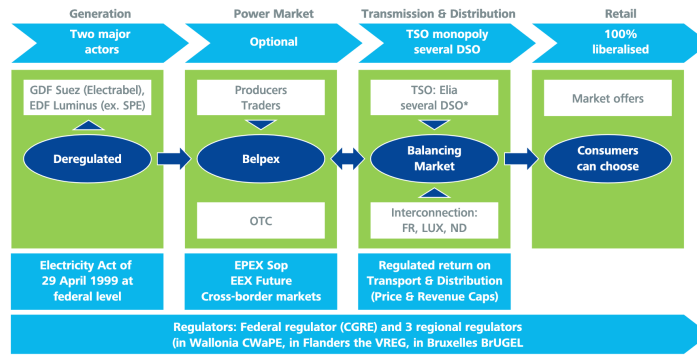 Generation
Power Market
Transmission & Distribution
Retail
Two major
actors
Optional
TSO monopoly
several DSO
100%
liberalised
GDF Suez (Electrabel),
EDF Luminus (ex. SPE)
Deregulated
Electricity Act of
29 April 1999 at
federal level
Producers
Traders
Belpex
OTC
EPEX Sop
EEX Future
Cross-border markets
TSO: Elia
several DSO*
Balancing
Market
Interconnection:
FR, LUX, ND
Regulated return on
Transport & Distribution
(Price & Revenue Caps)
Market offers
Consumers
can choose
Regulators: Federal regulator (CGRE) and 3 regional regulators
(in Wallonia CWaPE, in Flanders the VREG, in Bruxelles BrUGEL